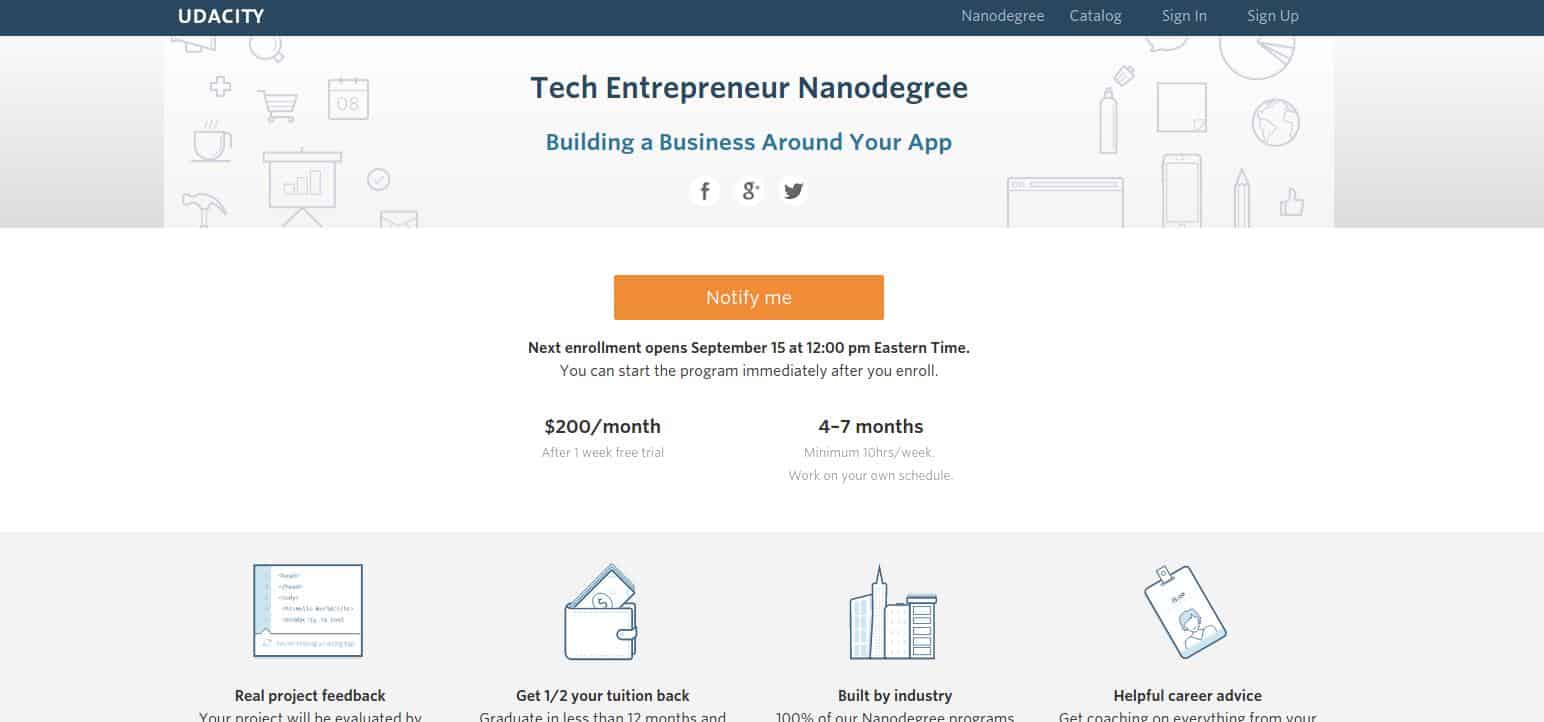 UDACITY
Nanodegree Catalog Sign In Sign Up
08
Tech Entrepreneur Nanodegree
Building a Business Around Your App
Notify me
Next enrollment opens September 15 at 12:00 pm Eastern Time.
You can start the program immediately after you enroll.
$200/month
After 1 week free trial
4–7 months
Minimum 10hrs/week.
Work on your own schedule.
<head>
</head>
<body>
Real project feedback
Your project will be evaluated by
Get 1/2 your tuition back
Graduate in less than 12 months and
Built by industry
100% of our Nanodegree programs
Helpful career advice
Get coaching on everything from your